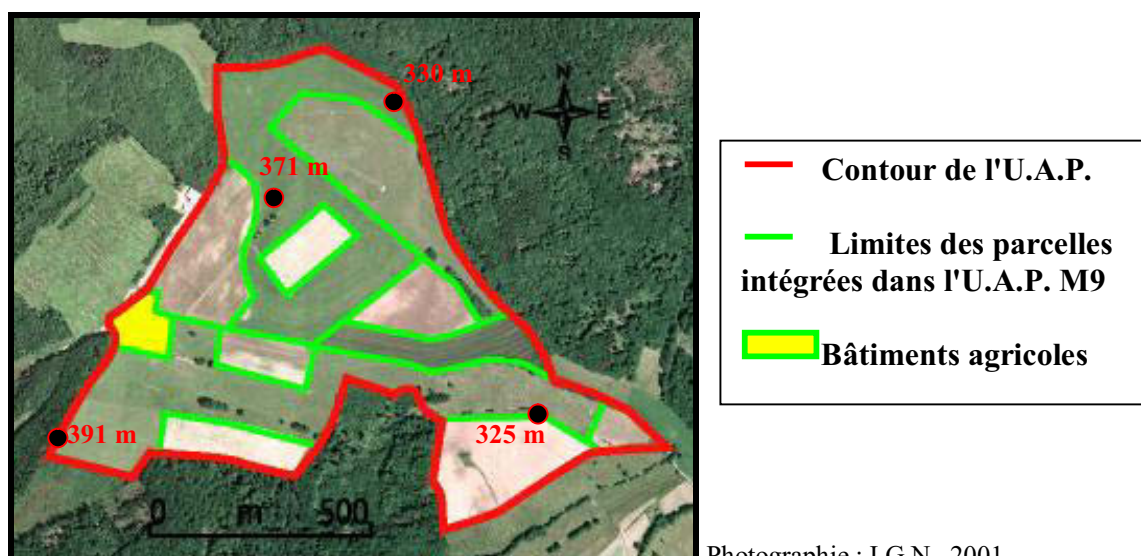 330 m
N
W E
S
371 m
391 m
325 m
0 m 500
Contour de l'U.A.P.
Limites des parcelles
intégrées dans l'U.A.P. M9
Bâtiments agricoles
Photographie : I.G.N., 2001